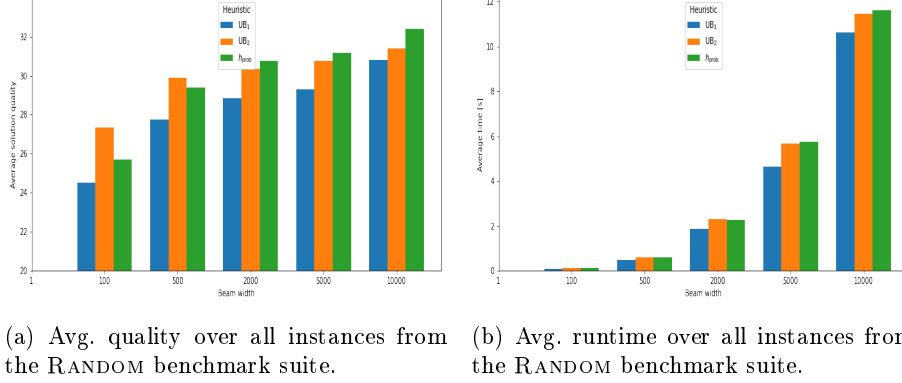 Heuristic
UB1
UB2
hprob
32
30
28
26
24
22
20
Average solution quality
1 100 500 2000 5000 10000
Beam width
Heuristic
UB1
UB2
hprob
12
10
8
6
4
2
0
Average time [s]
1 100 500 2000 5000 10000
Beam width
(a) Avg. quality over all instances from
the RANDOM benchmark suite.
(b) Avg. runtime over all instances from
the RANDOM benchmark suite.